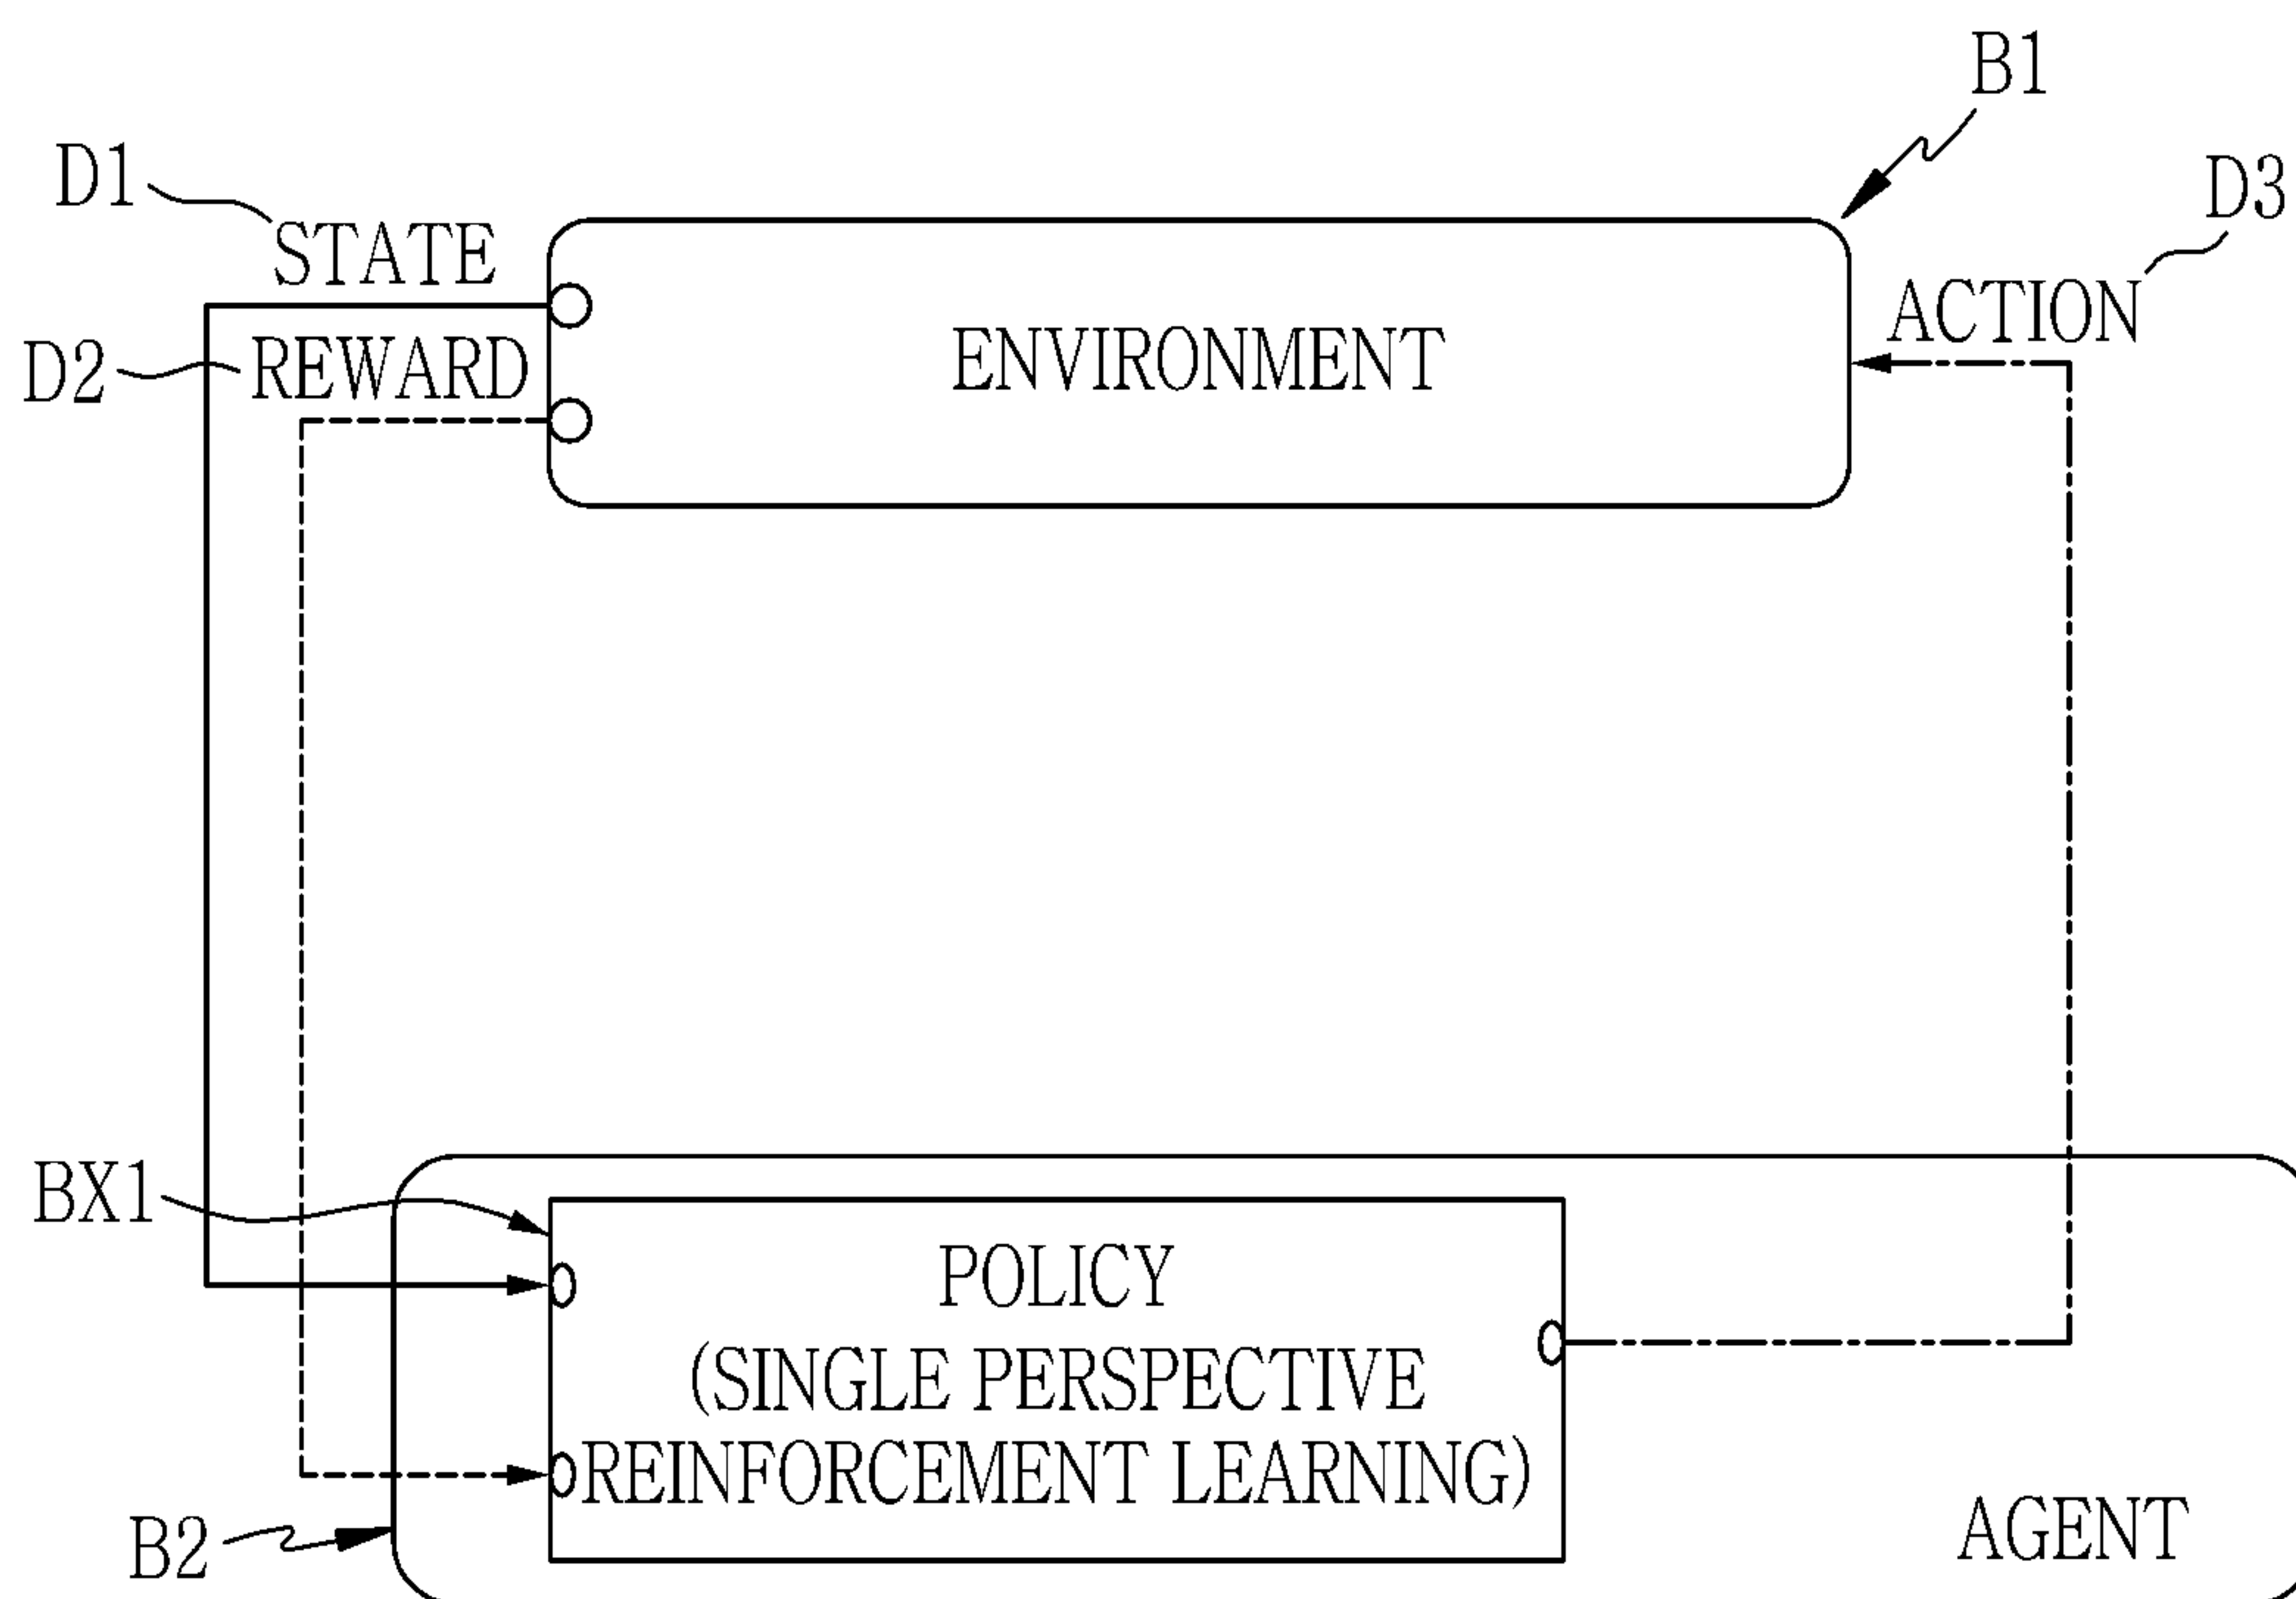 B1
D1
D3
STATE
ACTION
D2
REWARD
ENVIRONMENT
BX1
POLICY
(SINGLE PERSPECTIVE
REINFORCEMENT LEARNING)
B2
AGENT